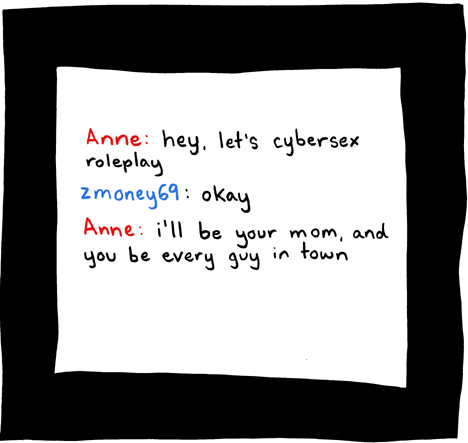 Anne: hey, let's cybersex
roleplay
zmoney69: okay
Anne: i'll be your mom, and
you be every guy in town